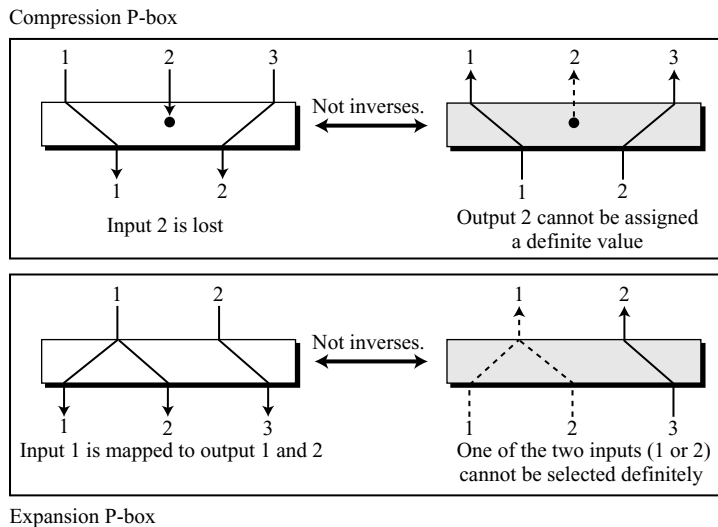 Compression P-box
1 2 3 1 2 3
Not inverses.
1 2 1 2
Input 2 is lost
Output 2 cannot be assigned
a definite value
1 2 1 2
Not inverses.
1 2 3 1 2 3
Input 1 is mapped to output 1 and 2
One of the two inputs (1 or 2)
cannot be selected definitely
Expansion P-box